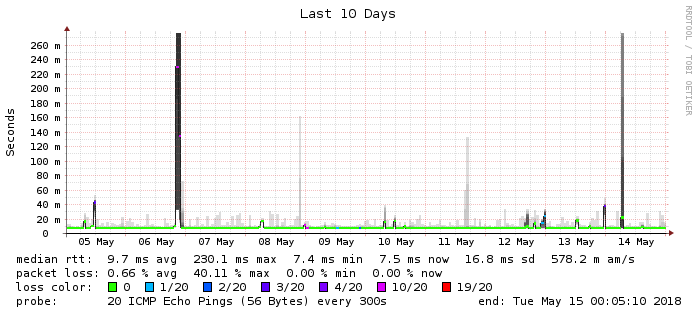 Last 10 Days
RRDTOOL / TOBI OETIKER
Seconds
260 m
240 m
220 m
200 m
180 m
160 m
140 m
120 m
100 m
80 m
60 m
40 m
20 m
0
05 May 06 May 07 May 08 May 09 May 10 May 11 May 12 May 13 May 14 May
median rtt: 9.7 ms avg 230.1 ms max 7.4 ms min 7.5 ms now 16.8 ms sd 578.2 m am/s
packet loss: 0.66 % avg 40.11 % max 0.00 % min 0.00 % now
loss color: 0 1/20 2/20 3/20 4/20 10/20 19/20
probe: 20 ICMP Echo Pings (56 Bytes) every 300s end: Tue May 15 00:05:10 2018